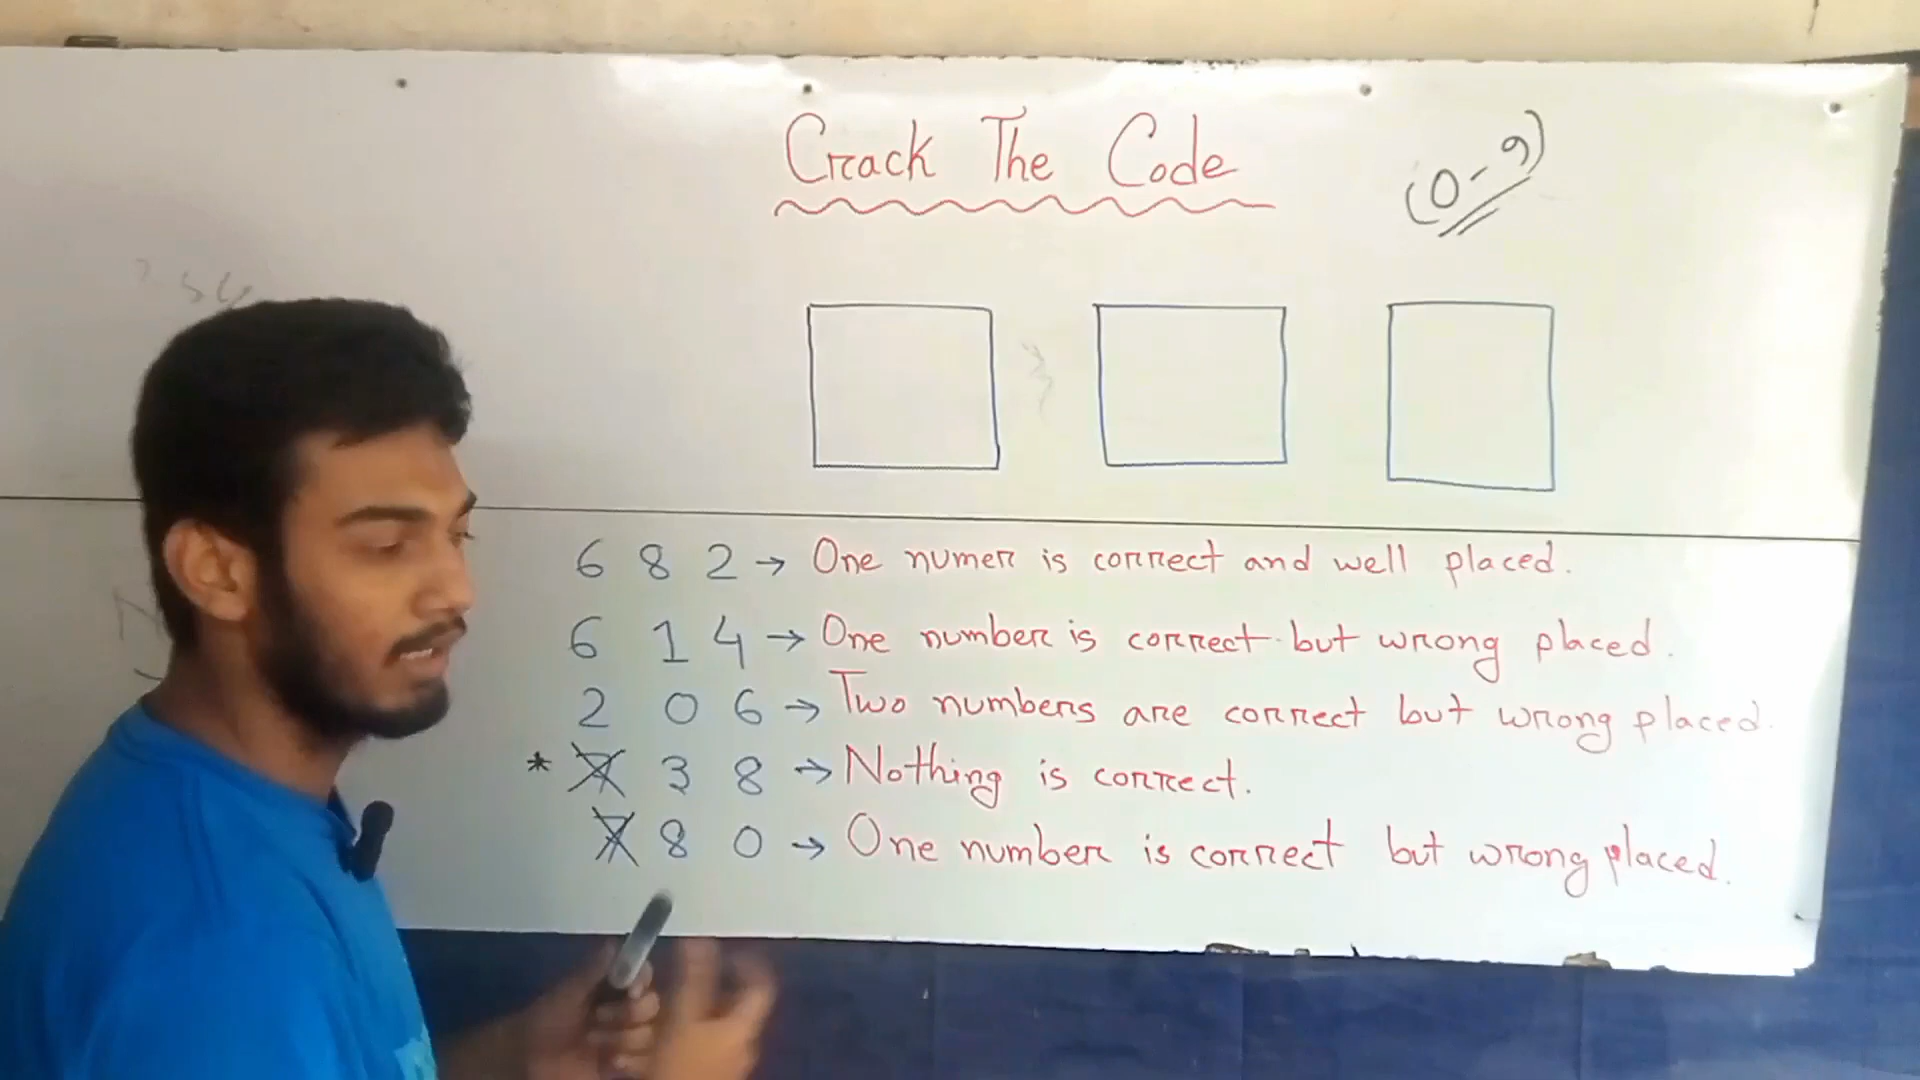 Crack The Code
(0-9)
6 8 2 → One numer is correct and well placed.
6 1 4 → One number is correct but wrong placed.
2 0 6 → Two numbers are correct but wrong placed.
* 7 3 8 → Nothing is correct.
7 8 0 → One number is correct but wrong placed.